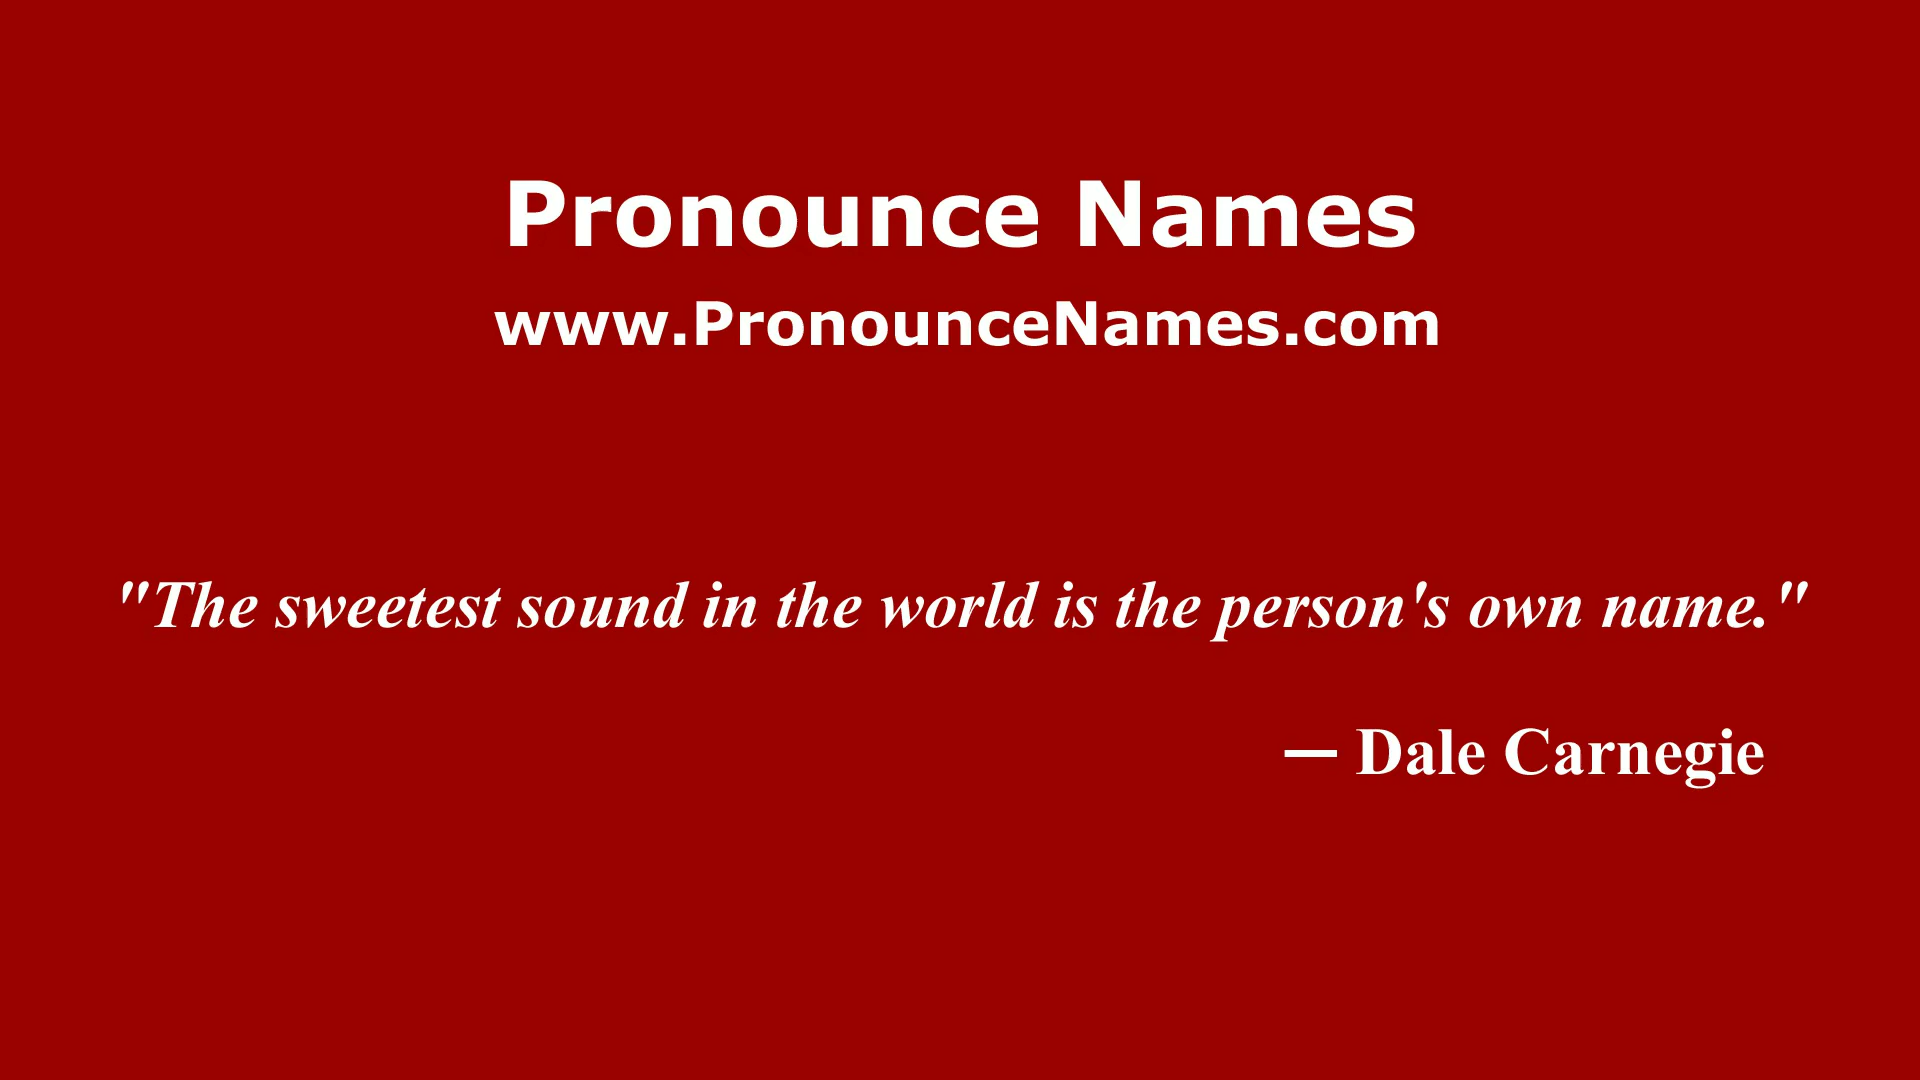 Pronounce Names
www.PronounceNames.com
"The sweetest sound in the world is the person's own name."
— Dale Carnegie